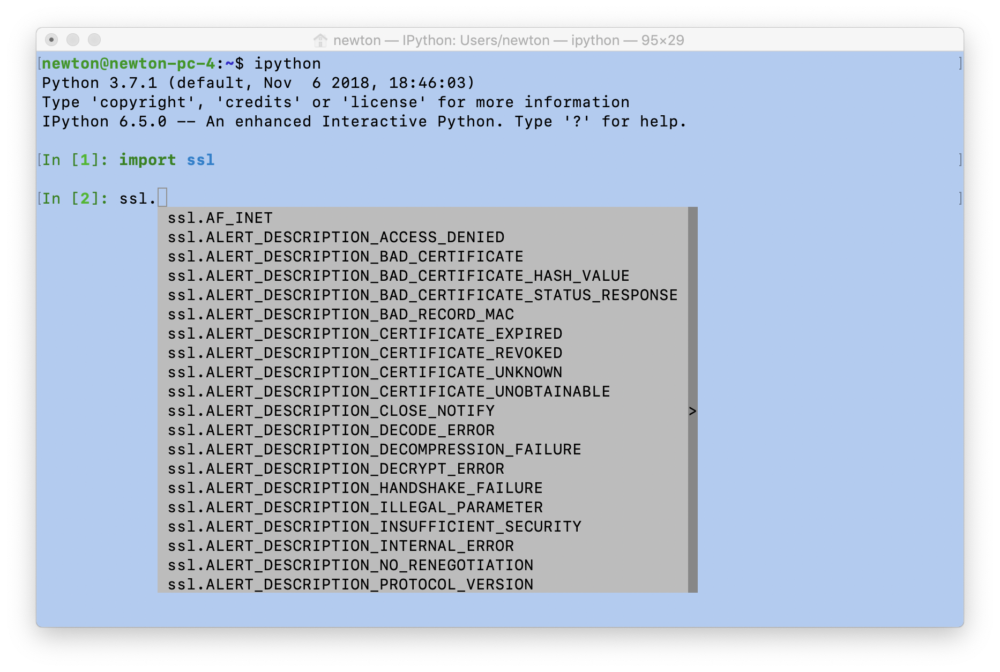 newton — IPython: Users/newton — ipython — 95×29
[newton@newton-pc-4:~$ ipython ]
Python 3.7.1 (default, Nov  6 2018, 18:46:03)
Type 'copyright', 'credits' or 'license' for more information
IPython 6.5.0 -- An enhanced Interactive Python. Type '?' for help.
[In [1]: import ssl ]
[In [2]: ssl. ]
ssl.AF_INET
ssl.ALERT_DESCRIPTION_ACCESS_DENIED
ssl.ALERT_DESCRIPTION_BAD_CERTIFICATE
ssl.ALERT_DESCRIPTION_BAD_CERTIFICATE_HASH_VALUE
ssl.ALERT_DESCRIPTION_BAD_CERTIFICATE_STATUS_RESPONSE
ssl.ALERT_DESCRIPTION_BAD_RECORD_MAC
ssl.ALERT_DESCRIPTION_CERTIFICATE_EXPIRED
ssl.ALERT_DESCRIPTION_CERTIFICATE_REVOKED
ssl.ALERT_DESCRIPTION_CERTIFICATE_UNKNOWN
ssl.ALERT_DESCRIPTION_CERTIFICATE_UNOBTAINABLE
ssl.ALERT_DESCRIPTION_CLOSE_NOTIFY >
ssl.ALERT_DESCRIPTION_DECODE_ERROR
ssl.ALERT_DESCRIPTION_DECOMPRESSION_FAILURE
ssl.ALERT_DESCRIPTION_DECRYPT_ERROR
ssl.ALERT_DESCRIPTION_HANDSHAKE_FAILURE
ssl.ALERT_DESCRIPTION_ILLEGAL_PARAMETER
ssl.ALERT_DESCRIPTION_INSUFFICIENT_SECURITY
ssl.ALERT_DESCRIPTION_INTERNAL_ERROR
ssl.ALERT_DESCRIPTION_NO_RENEGOTIATION
ssl.ALERT_DESCRIPTION_PROTOCOL_VERSION